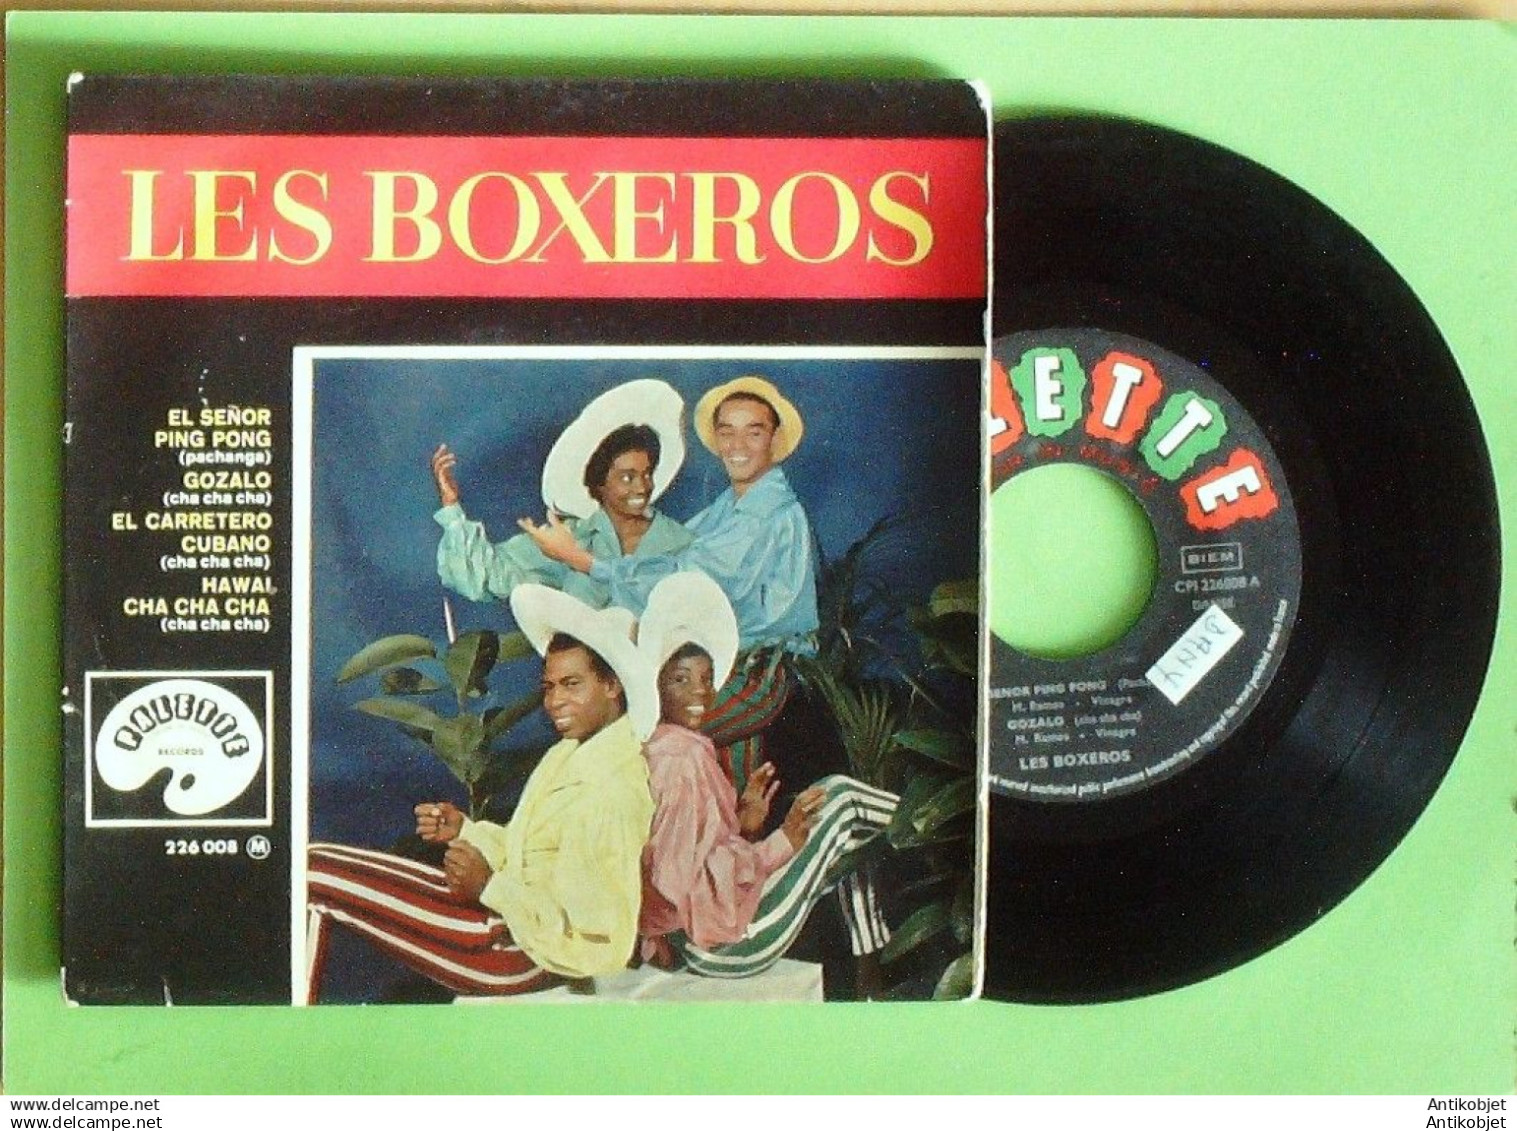 LES BOXEROS
EL SEÑOR
PING PONG
(pachanga)
GOZALO
(cha cha cha)
EL CARRETERO
CUBANO
(cha cha cha)
HAWAI
CHA CHA CHA
(cha cha cha)
PALETTE
RECORDS
226 008 M
LETTE
BIEM
CPI 226008 A
DANY
SENOR PING PONG
M. Ramos - Vinagre
GOZALO (cha cha cha)
M. Ramos - Vinagre
LES BOXEROS
www.delcampe.net
www.delcampe.net
Antikobjet
Antikobjet